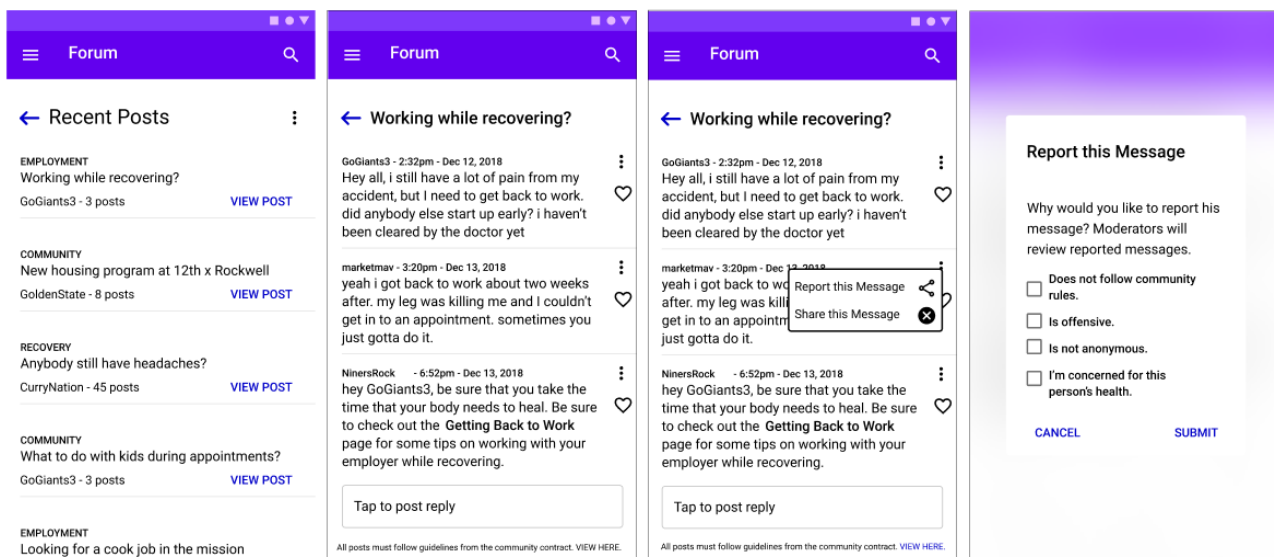 Forum
Recent Posts
EMPLOYMENT
Working while recovering?
GoGiants3 - 3 posts
VIEW POST
COMMUNITY
New housing program at 12th x Rockwell
GoldenState - 8 posts
VIEW POST
RECOVERY
Anybody still have headaches?
CurryNation - 45 posts
VIEW POST
COMMUNITY
What to do with kids during appointments?
GoGiants3 - 3 posts
VIEW POST
EMPLOYMENT
Looking for a cook job in the mission
Forum
Working while recovering?
GoGiants3 - 2:32pm - Dec 12, 2018
Hey all, i still have a lot of pain from my
accident, but I need to get back to work.
did anybody else start up early? i haven't
been cleared by the doctor yet
marketmav - 3:20pm - Dec 13, 2018
yeah i got back to work about two weeks
after. my leg was killing me and I couldn't
get in to an appointment. sometimes you
just gotta do it.
NinersRock - 6:52pm - Dec 13, 2018
hey GoGiants3, be sure that you take the
time that your body needs to heal. Be sure
to check out the Getting Back to Work
page for some tips on working with your
employer while recovering.
Tap to post reply
All posts must follow guidelines from the community contract. VIEW HERE.
Forum
Working while recovering?
GoGiants3 - 2:32pm - Dec 12, 2018
Hey all, i still have a lot of pain from my
accident, but I need to get back to work.
did anybody else start up early? i haven't
been cleared by the doctor yet
marketmav - 3:20pm - Dec 13, 2018
yeah i got back to wo
after. my leg was killi
get in to an appointm
just gotta do it.
Report this Message
Share this Message
NinersRock - 6:52pm - Dec 13, 2018
hey GoGiants3, be sure that you take the
time that your body needs to heal. Be sure
to check out the Getting Back to Work
page for some tips on working with your
employer while recovering.
Tap to post reply
All posts must follow guidelines from the community contract. VIEW HERE.
Report this Message
Why would you like to report his
message? Moderators will
review reported messages.
Does not follow community
rules.
Is offensive.
Is not anonymous.
I'm concerned for this
person's health.
CANCEL
SUBMIT